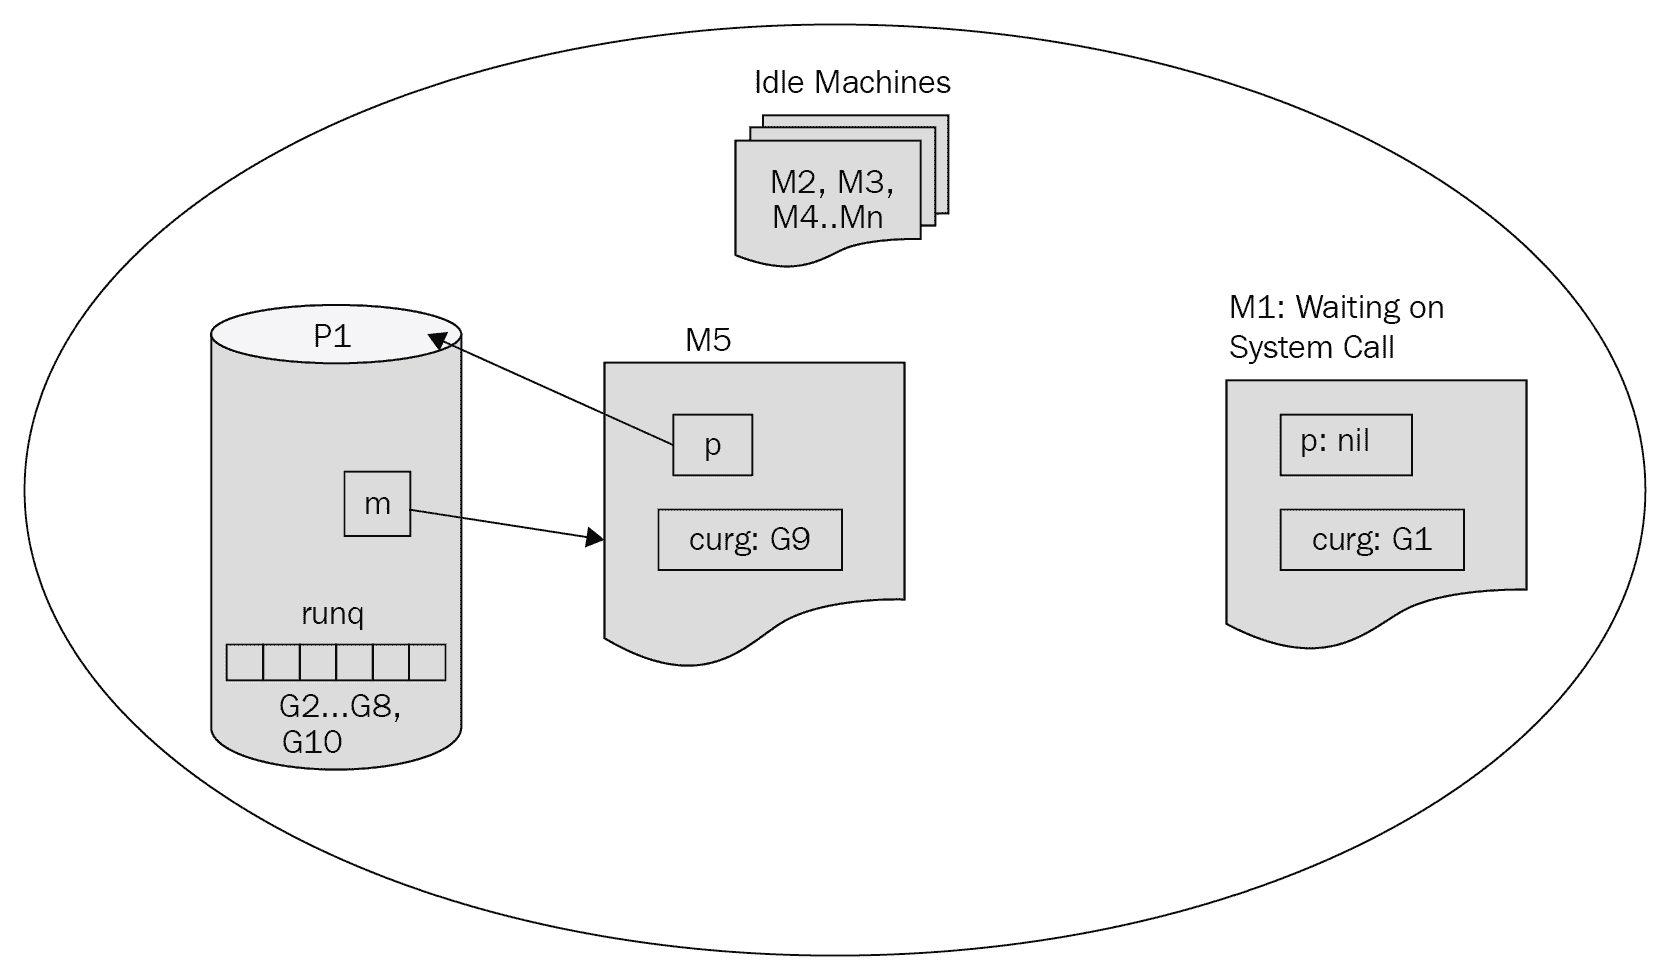 Idle Machines
M2, M3,
M4..Mn
P1
m
runq
G2...G8,
G10
M5
p
curg: G9
M1: Waiting on
System Call
p: nil
curg: G1